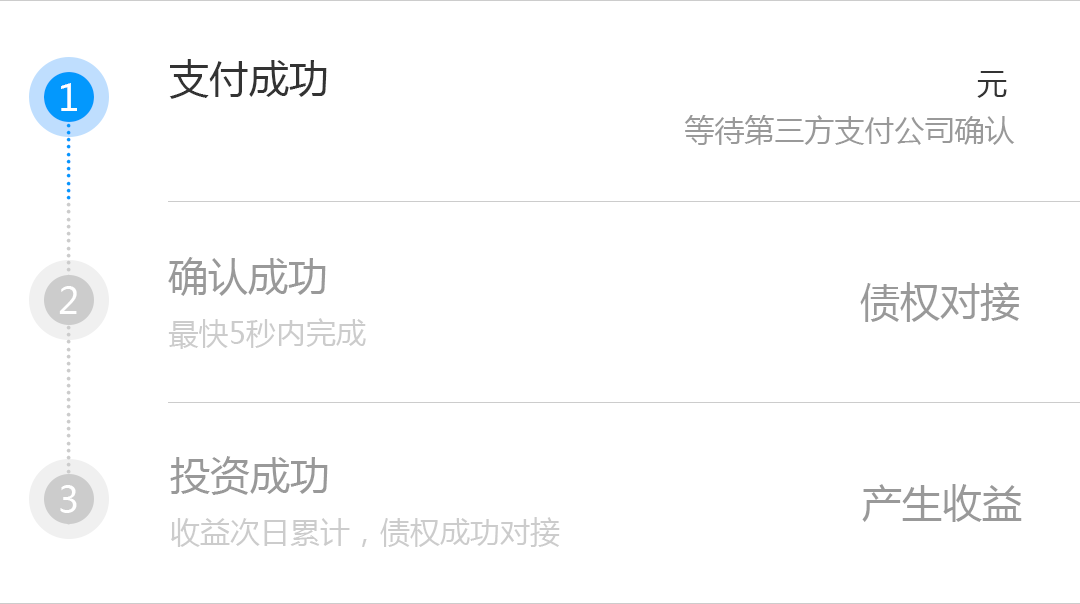 1
支付成功
元
等待第三方支付公司确认
2
确认成功
最快5秒内完成
债权对接
3
投资成功
收益次日累计，债权成功对接
产生收益